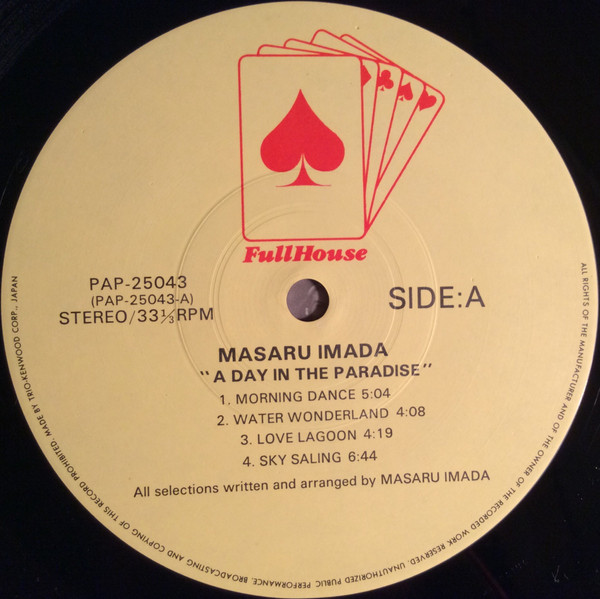 FullHouse
PAP-25043
(PAP-25043-A)
STEREO/33⅓RPM
SIDE:A
MASARU IMADA
"A DAY IN THE PARADISE"
1. MORNING DANCE 5:04
2. WATER WONDERLAND 4:08
3. LOVE LAGOON 4:19
4. SKY SALING 6:44
All selections written and arranged by MASARU IMADA
ALL RIGHTS OF THE MANUFACTURER AND OF THE OWNER OF THE RECORDED WORK RESERVED. UNAUTHORIZED PUBLIC PERFORMANCE, BROADCASTING AND COPYING OF THIS RECORD PROHIBITED. MADE BY TRIO-KENWOOD CORP., JAPAN